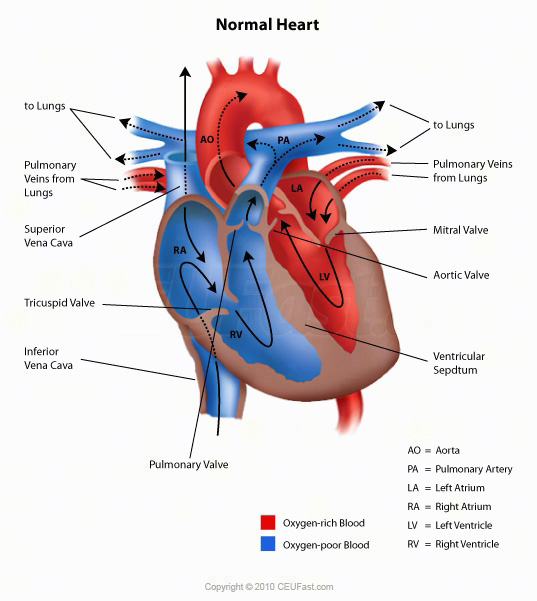 Normal Heart
to Lungs
Pulmonary
Veins from
Lungs
Superior
Vena Cava
Tricuspid Valve
Inferior
Vena Cava
Pulmonary Valve
AO
PA
LA
RA
LV
RV
to Lungs
Pulmonary Veins
from Lungs
Mitral Valve
Aortic Valve
Ventricular
Sepdtum
AO = Aorta
PA = Pulmonary Artery
LA = Left Atrium
RA = Right Atrium
LV = Left Ventricle
RV = Right Ventricle
Oxygen-rich Blood
Oxygen-poor Blood
Copyright © 2010 CEUFast.com